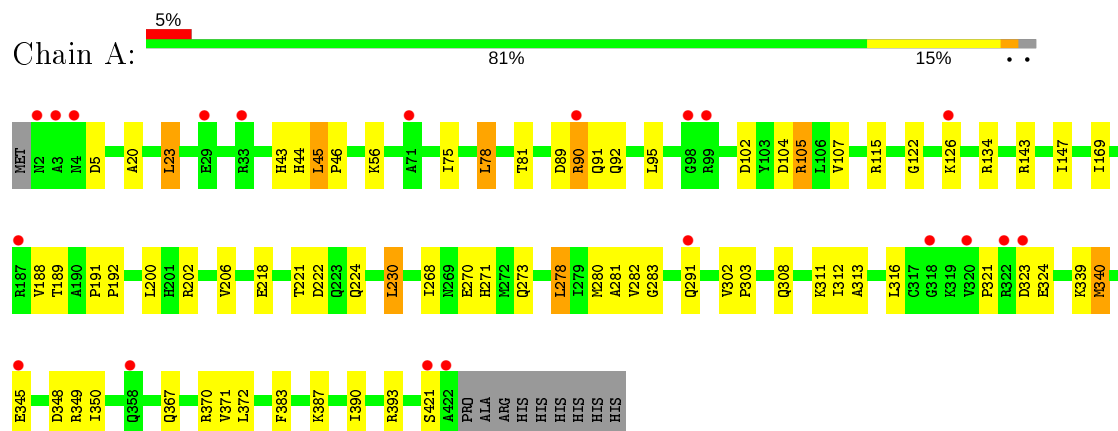 5%
Chain A:
81% 15% • •
MET N2 A3 N4 D5 A20 L23 E29 R33 H43 H44 L45 P46 K56 A71 I75 L78 T81 D89 R90 Q91 Q92 L95 G98 R99 D102 Y103 D104 R105 L106 V107 R115 G122 K126 R134 R143 I147 I169
R187 V188 T189 A190 P191 P192 L200 H201 R202 V206 E218 T221 D222 Q223 Q224 L230 I268 N269 E270 H271 M272 Q273 L278 I279 M280 A281 V282 G283 Q291 V302 P303 Q308 K311 L312 A313 L316 C317 G318 K319 V320 P321 R322 D323 E324 K339 M340
E345 D348 R349 I350 Q358 Q367 R370 V371 L372 F383 K387 I390 R393 S421 A422 PRO ALA ARG HIS HIS HIS HIS HIS HIS